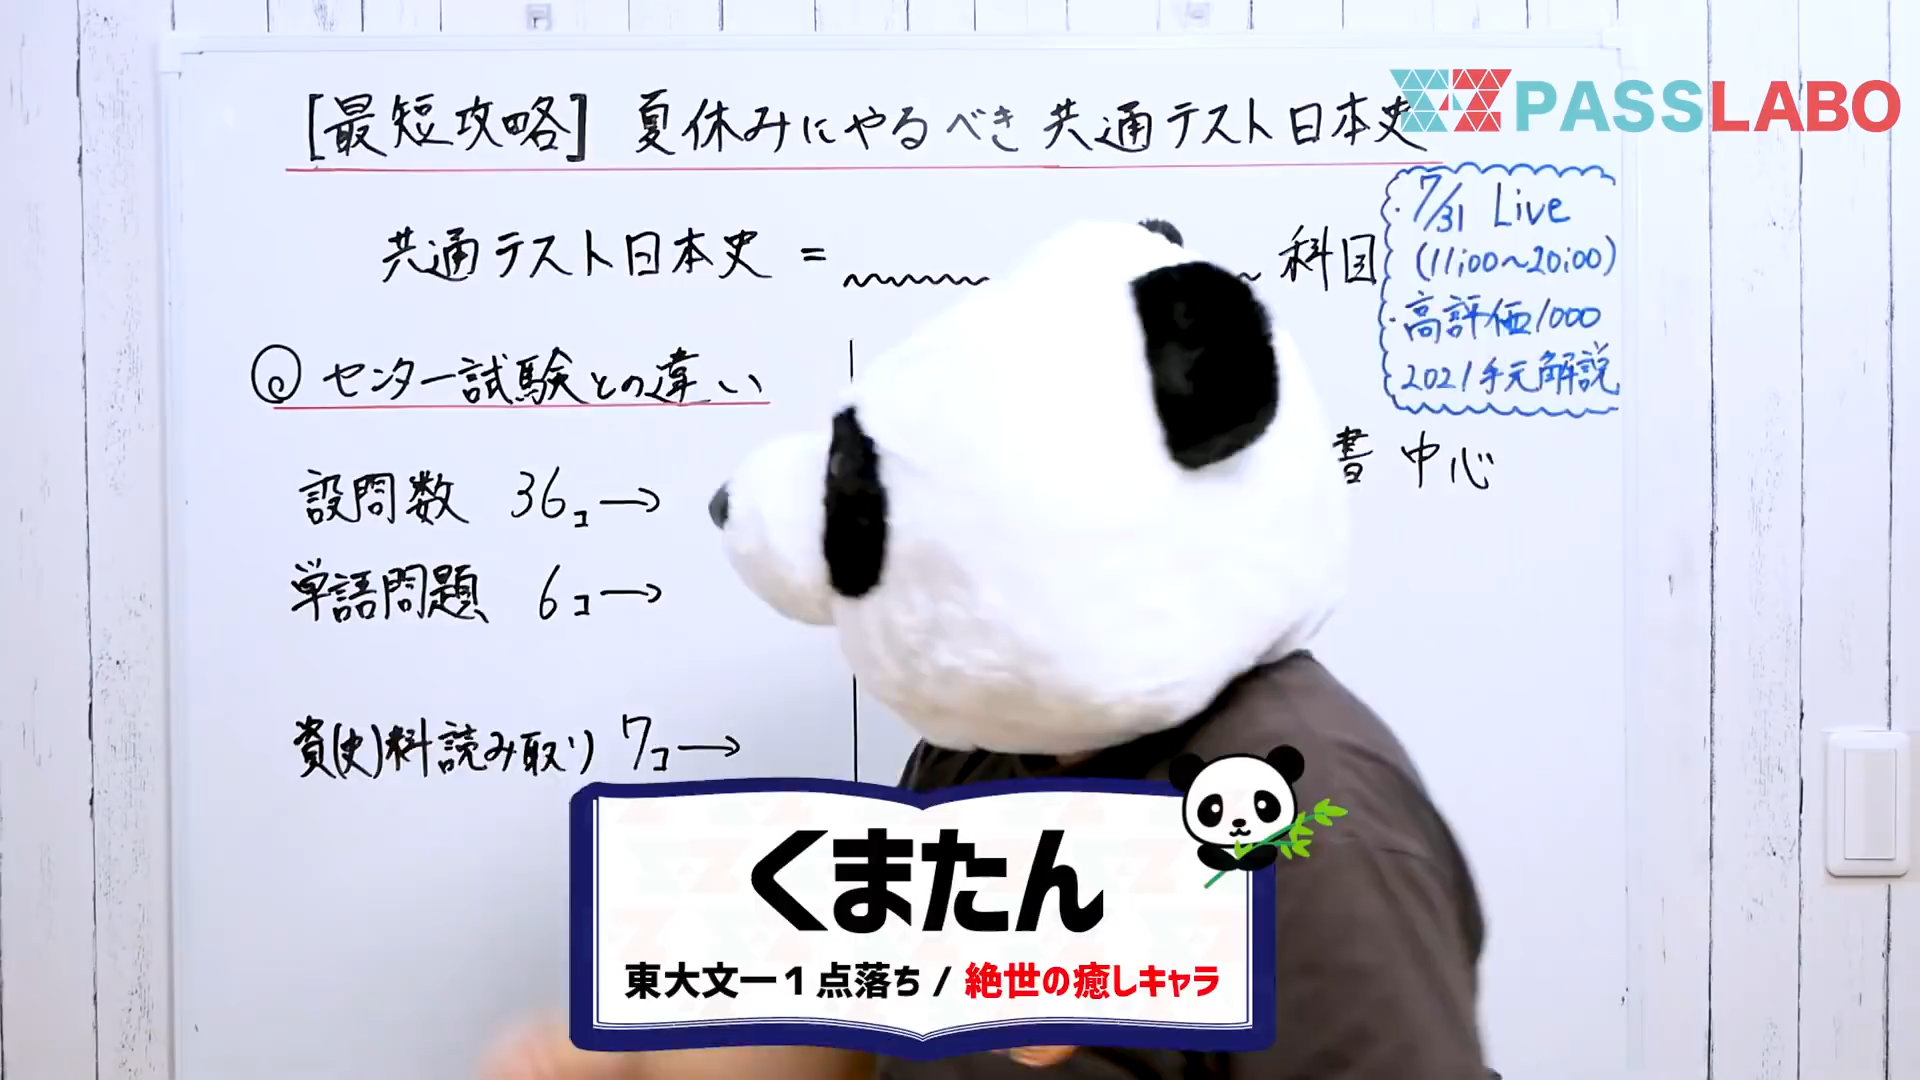 [最短攻略] 夏休みにやるべき 共通テスト日本史
PASSLABO
共通テスト日本史 = 科目
7/31 Live
(11:00~20:00)
・高評価1000
2021手元解説
◎ センター試験との違い
書 中心
設問数 36コ→
単語問題 6コ→
資(史)料読み取り 7コ→
くまたん
東大文一1点落ち / 絶世の癒しキャラ